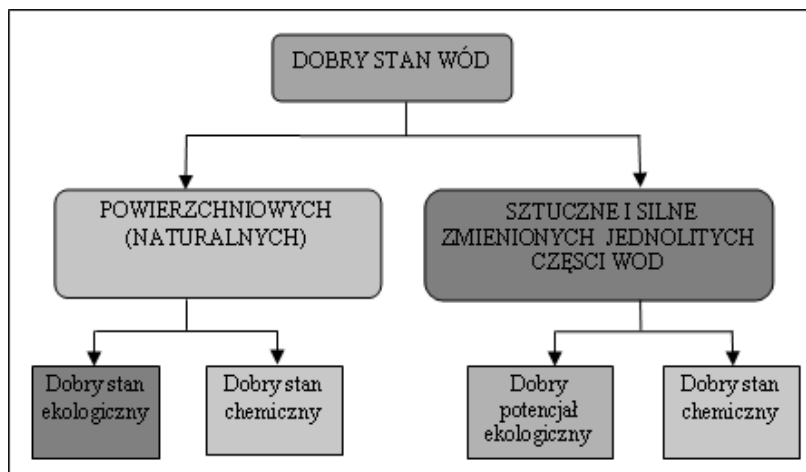 DOBRY STAN WÓD
POWIERZCHNIOWYCH
(NATURALNYCH)
SZTUCZNE I SILNE
ZMIENIONYCH JEDNOLITYCH
CZĘSCI WOD
Dobry stan
ekologiczny
Dobry stan
chemiczny
Dobry
potencjał
ekologiczny
Dobry stan
chemiczny